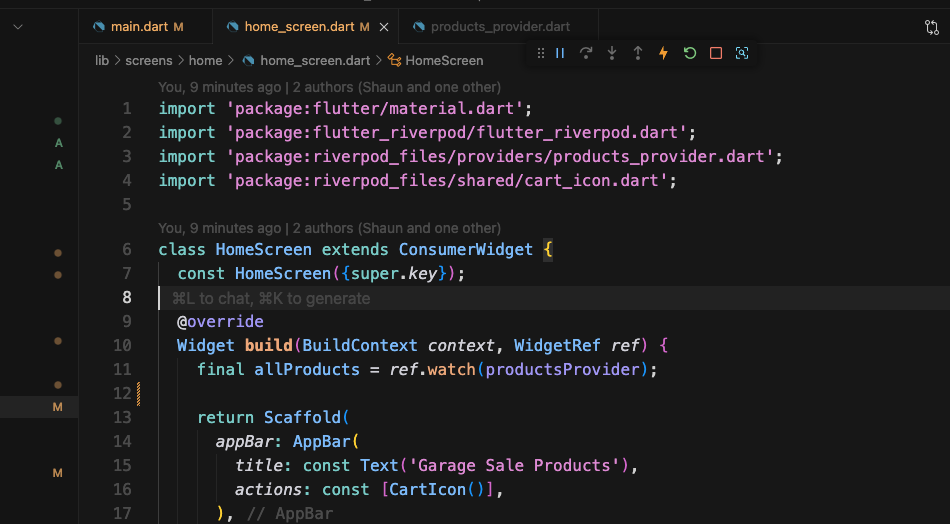 main.dart M home_screen.dart M products_provider.dart
lib > screens > home > home_screen.dart > HomeScreen
You, 9 minutes ago | 2 authors (Shaun and one other)
1 import 'package:flutter/material.dart';
2 import 'package:flutter_riverpod/flutter_riverpod.dart';
3 import 'package:riverpod_files/providers/products_provider.dart';
4 import 'package:riverpod_files/shared/cart_icon.dart';
5
You, 9 minutes ago | 2 authors (Shaun and one other)
6 class HomeScreen extends ConsumerWidget {
7 const HomeScreen({super.key});
8 ⌘L to chat, ⌘K to generate
9 @override
10 Widget build(BuildContext context, WidgetRef ref) {
11 final allProducts = ref.watch(productsProvider);
12
13 return Scaffold(
14 appBar: AppBar(
15 title: const Text('Garage Sale Products'),
16 actions: const [CartIcon()],
17 ), // AppBar
A
A
M
M